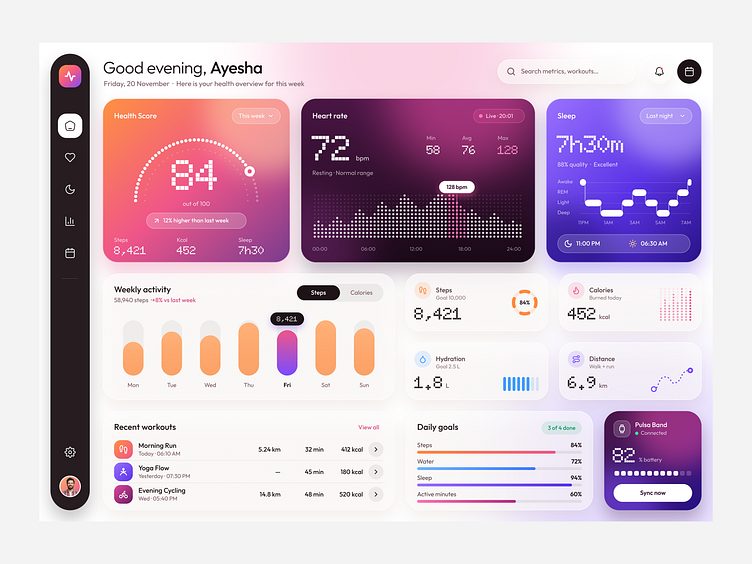 Good evening, Ayesha
Friday, 20 November · Here is your health overview for this week
Search metrics, workouts...
Health Score
This week
84
out of 100
12% higher than last week
Steps
Kcal
Sleep
8,421
452
7h30
Heart rate
Live · 20:01
72 bpm
Resting · Normal range
Min
Avg
Max
58
76
128
128 bpm
00:00
06:00
12:00
18:00
24:00
Sleep
Last night
7h30m
88% quality · Excellent
Awake
REM
Light
Deep
11PM
1AM
3AM
5AM
7AM
11:00 PM
06:30 AM
Weekly activity
58,940 steps +8% vs last week
Steps
Calories
8,421
Mon
Tue
Wed
Thu
Fri
Sat
Sun
Steps
Goal 10,000
8,421
84%
Calories
Burned today
452 kcal
Hydration
Goal 2.5 L
1.8 L
Distance
Walk + run
6.9 km
Recent workouts
View all
Morning Run
Today · 06:10 AM
5.24 km
32 min
412 kcal
Yoga Flow
Yesterday · 07:30 PM
—
45 min
180 kcal
Evening Cycling
Wed · 05:40 PM
14.8 km
48 min
520 kcal
Daily goals
3 of 4 done
Steps
84%
Water
72%
Sleep
94%
Active minutes
60%
Pulsa Band
Connected
82 % battery
Sync now